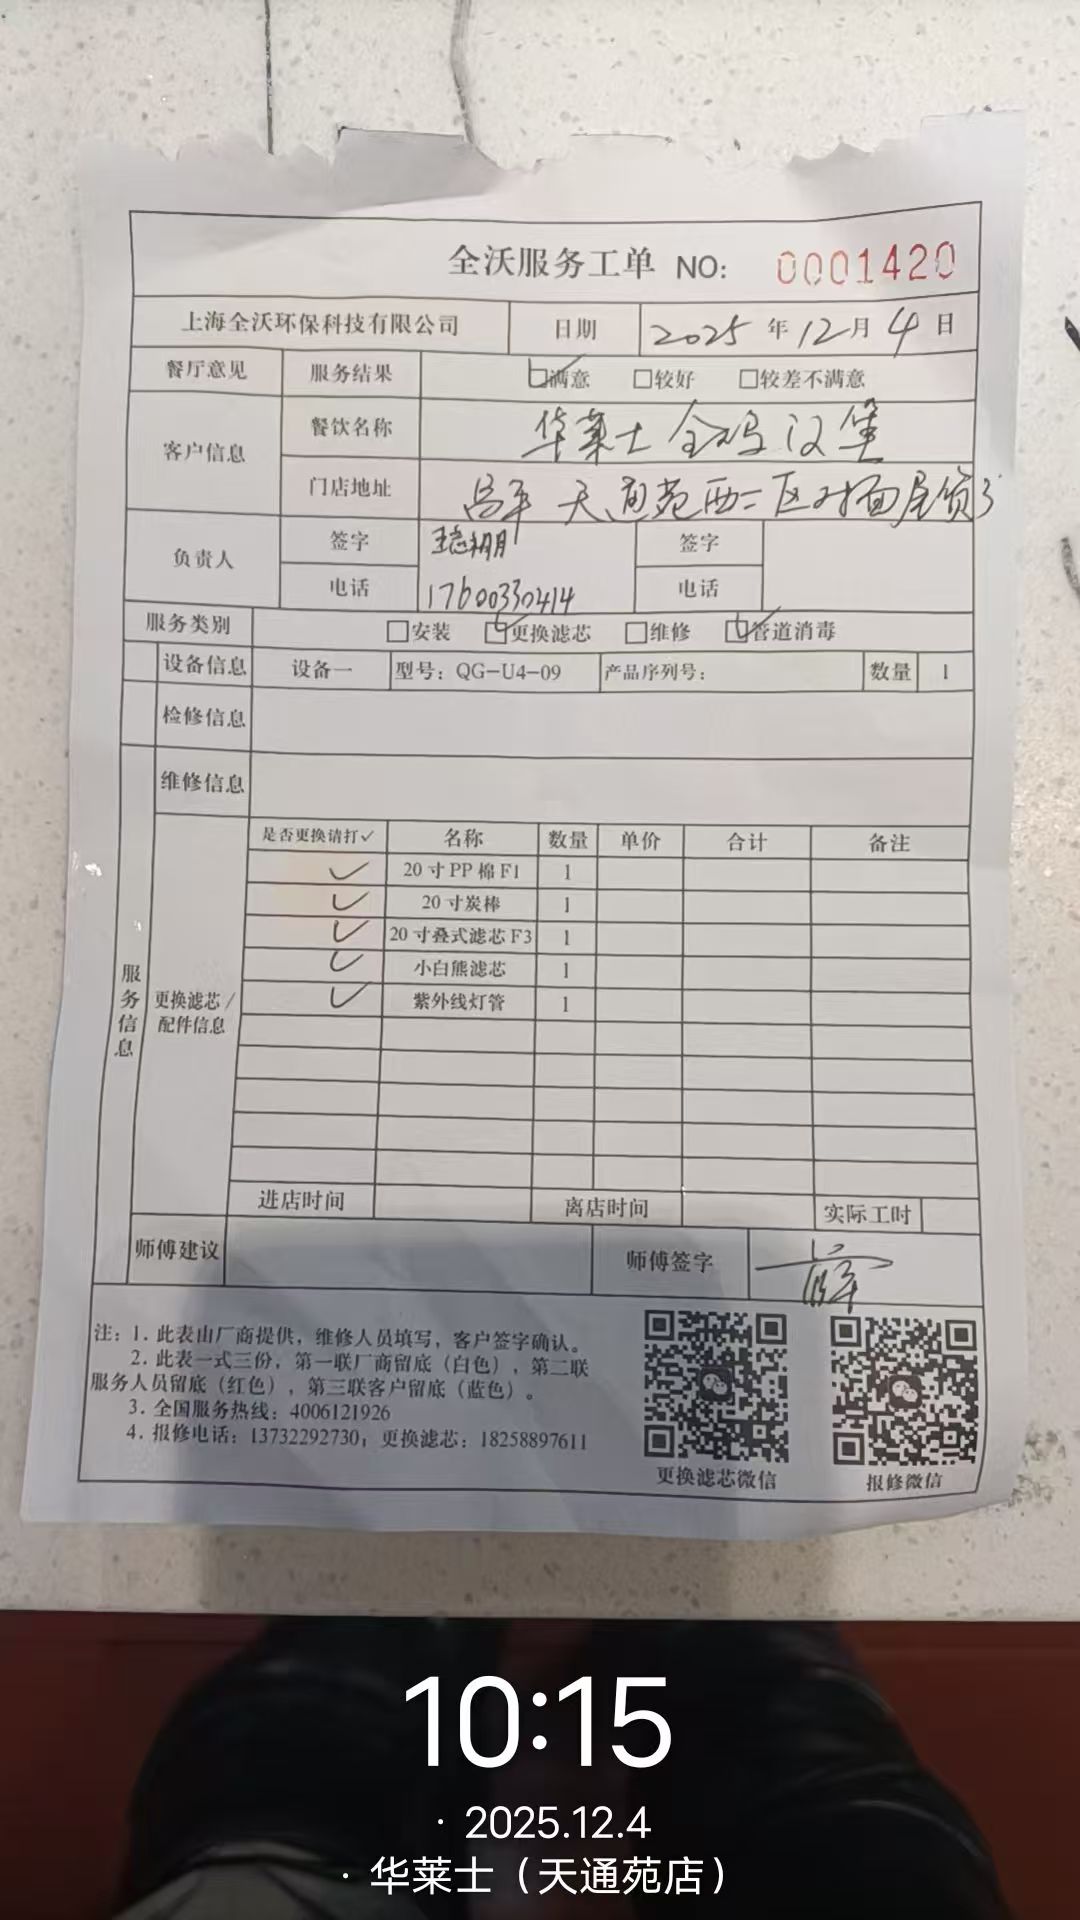 全沃服务工单 NO: 0001420
上海全沃环保科技有限公司 日期 2025 年 12 月 4 日
餐厅意见 服务结果 ☑满意 □较好 □较差不满意
客户信息 餐饮名称 华莱士 全鸡汉堡
门店地址 昌平 天通苑西二区对面底
负责人 签字 签字
电话 17600330414 电话
服务类别 □安装 ☑更换滤芯 □维修 ☑管道消毒
设备信息 设备一 型号：QG-U4-09 产品序列号： 数量 1
检修信息
维修信息
服务信息
更换滤芯/
配件信息
是否更换请打✓ 名称 数量 单价 合计 备注
✓ 20寸PP棉F1 1
✓ 20寸炭棒 1
✓ 20寸叠式滤芯F3 1
✓ 小白熊滤芯 1
✓ 紫外线灯管 1
进店时间 离店时间 实际工时
师傅建议 师傅签字
注：1. 此表由厂商提供，维修人员填写，客户签字确认。
2. 此表一式三份，第一联厂商留底（白色），第二联
服务人员留底（红色），第三联客户留底（蓝色）。
3. 全国服务热线：4006121926
4. 报修电话：13732292730；更换滤芯：18258897611
更换滤芯微信 报修微信
10:15
· 2025.12.4
· 华莱士（天通苑店）